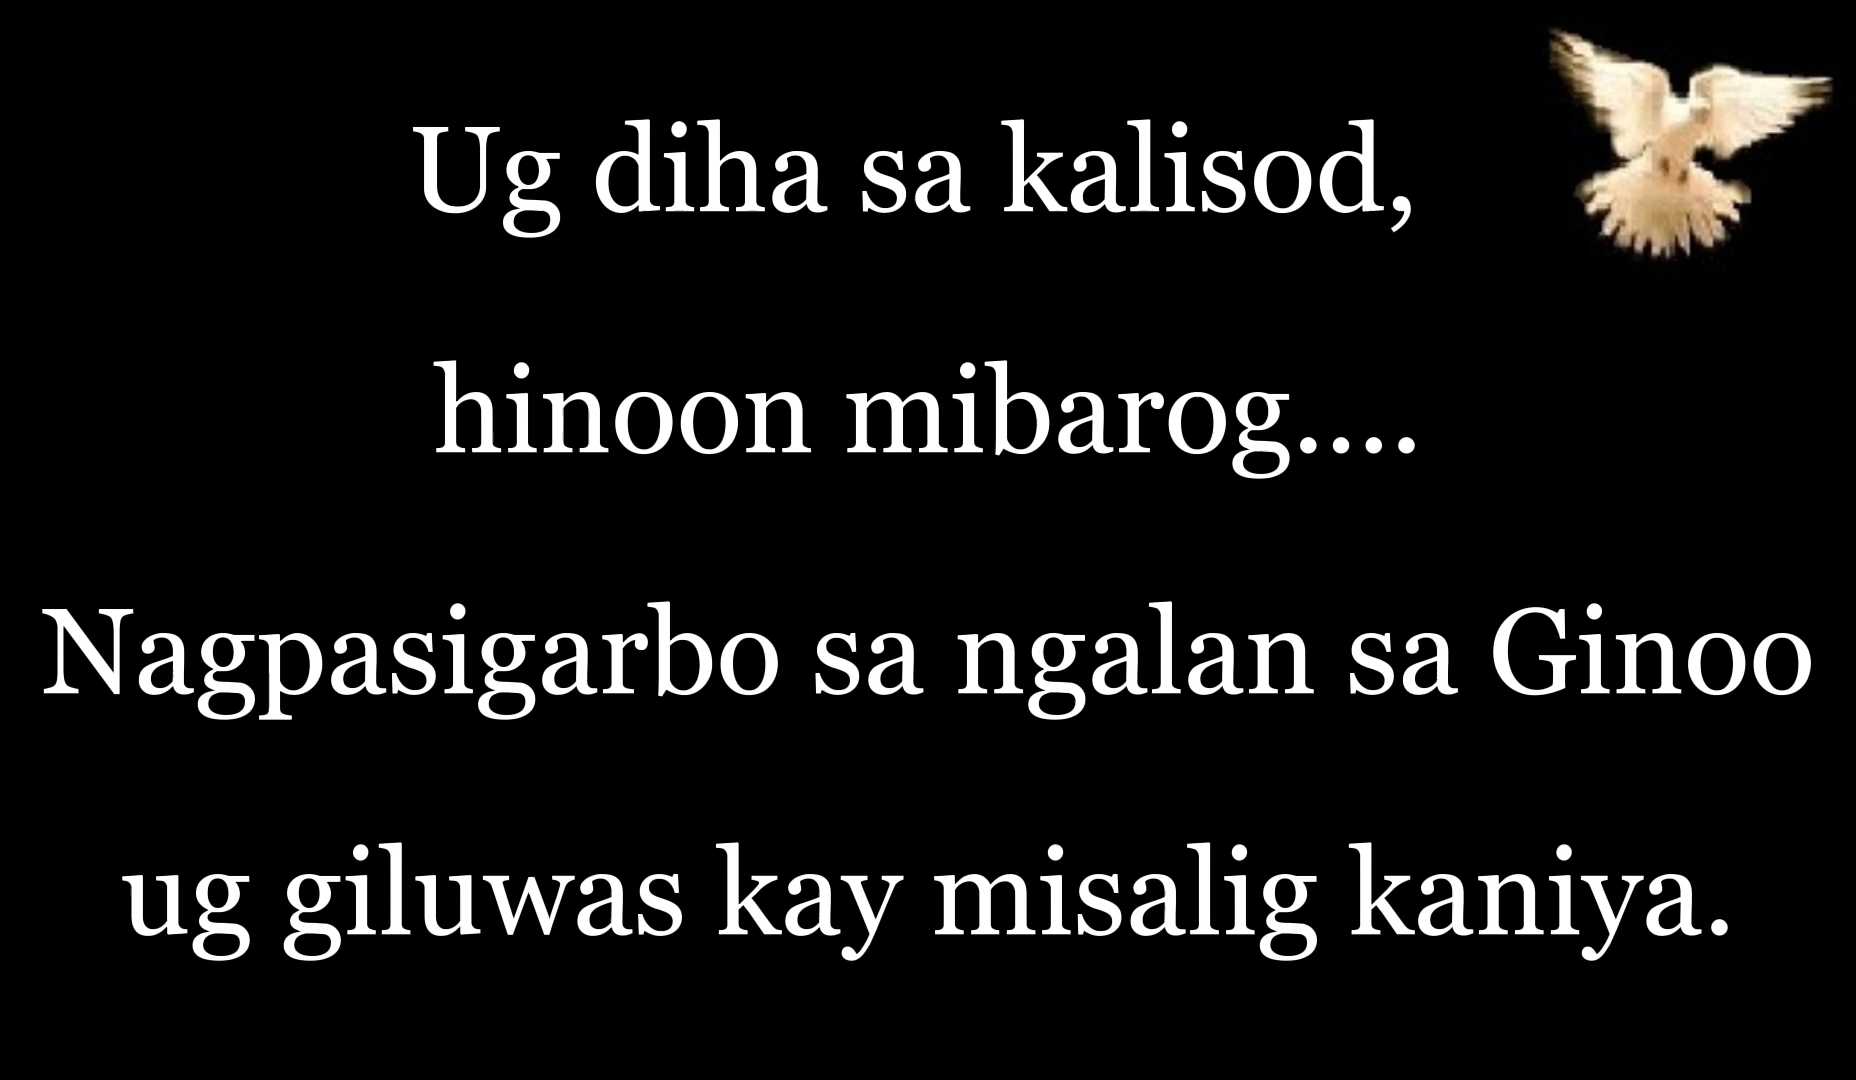 Ug diha sa kalisod,
hinoon mibarog....
Nagpasigarbo sa ngalan sa Ginoo
ug giluwas kay misalig kaniya.